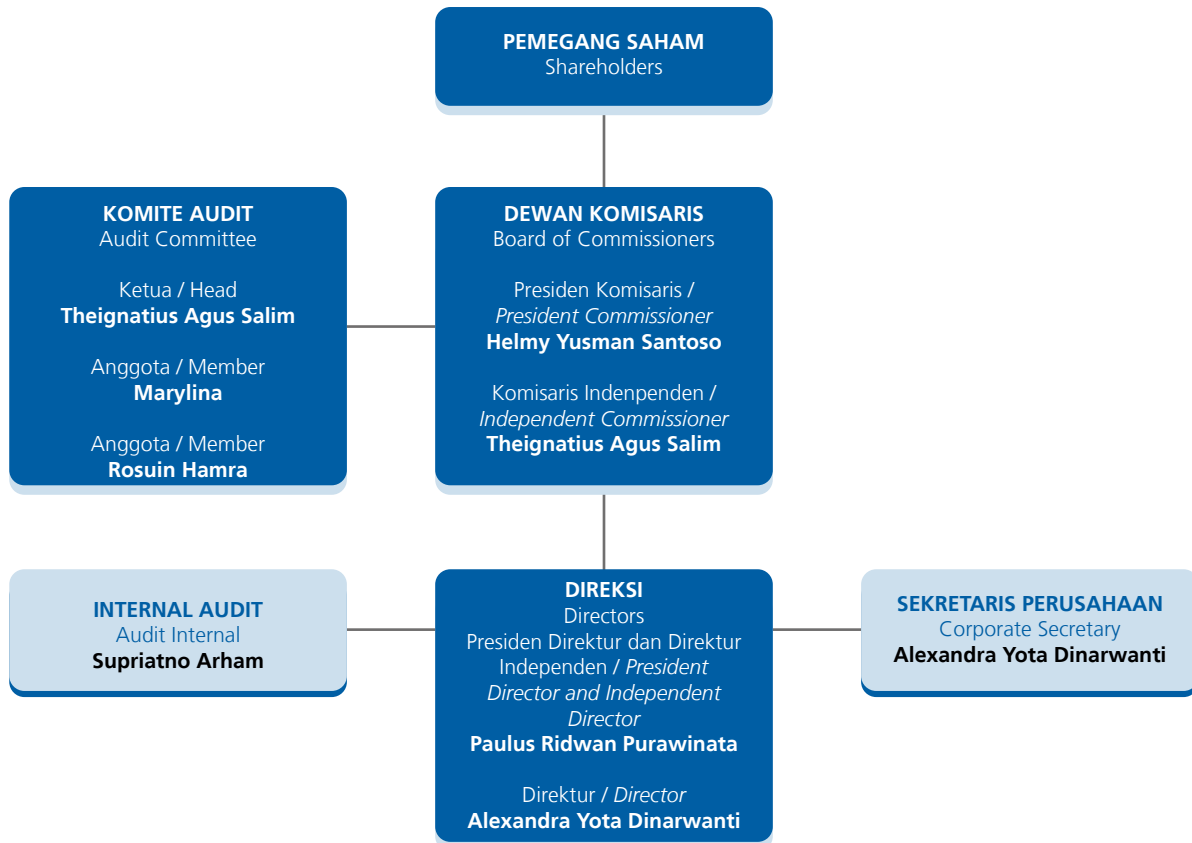 PEMEGANG SAHAM
Shareholders
KOMITE AUDIT
Audit Committee
Ketua / Head
Theignatius Agus Salim
Anggota / Member
Marylina
Anggota / Member
Rosuin Hamra
DEWAN KOMISARIS
Board of Commissioners
Presiden Komisaris /
President Commissioner
Helmy Yusman Santoso
Komisaris Indenpenden /
Independent Commissioner
Theignatius Agus Salim
INTERNAL AUDIT
Audit Internal
Supriatno Arham
DIREKSI
Directors
Presiden Direktur dan Direktur
Independen / President
Director and Independent
Director
Paulus Ridwan Purawinata
Direktur / Director
Alexandra Yota Dinarwanti
SEKRETARIS PERUSAHAAN
Corporate Secretary
Alexandra Yota Dinarwanti